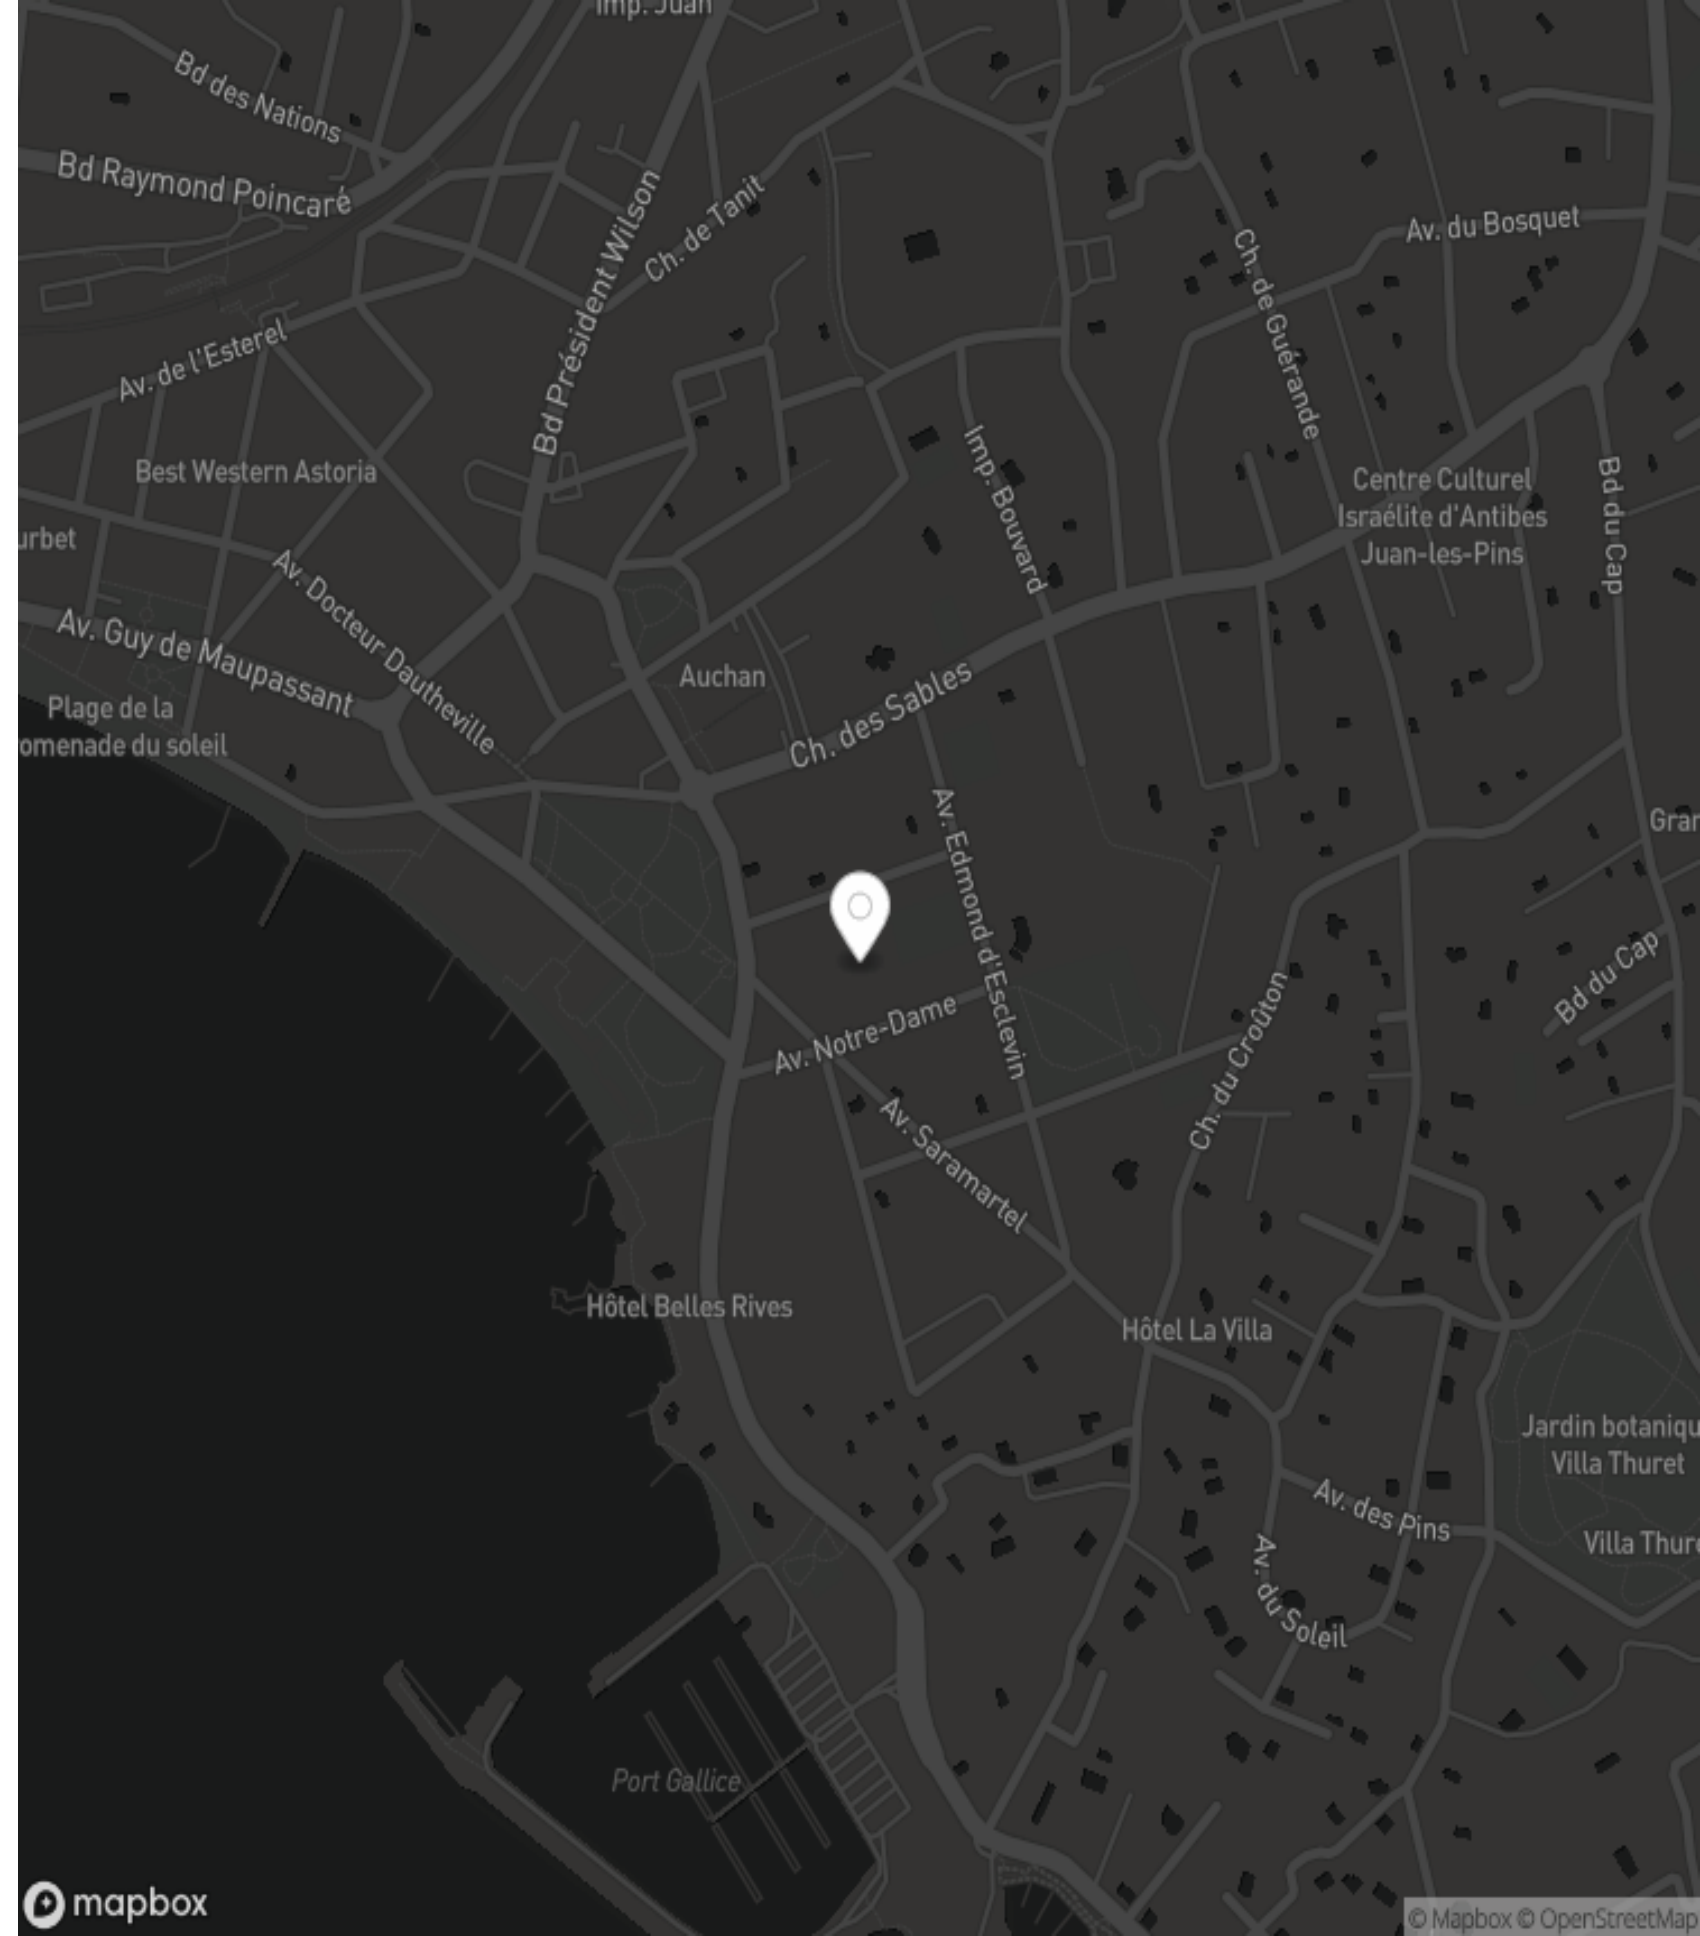 Imp. Juan
Bd des Nations
Bd Raymond Poincaré
Bd Président Wilson
Ch. de Tanit
Av. du Bosquet
Ch. de Guérande
Av. de l'Esterel
Best Western Astoria
Imp. Bouvard
Centre Culturel
Israélite d'Antibes
Juan-les-Pins
Bd du Cap
urbet
Av. Docteur Dautheville
Av. Guy de Maupassant
Auchan
Plage de la
omenade du soleil
Ch. des Sables
Av. Edmond d'Esclevin
Gran
Bd du Cap
Av. Notre-Dame
Ch. du Croûton
Av. Saramartel
Hôtel Belles Rives
Hôtel La Villa
Jardin botaniqu
Villa Thuret
Av. des Pins
Villa Thure
Av. du Soleil
Port Gallice
mapbox
© Mapbox © OpenStreetMap